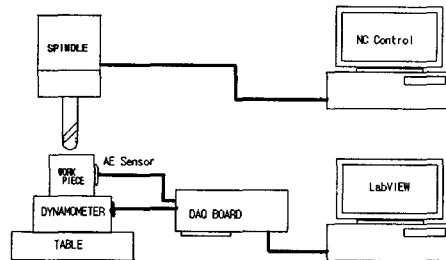 SPINDLE
NC Control
AE Sensor
WORK
PIECE
DYNAMOMETER
DAQ BOARD
LabVIEW
TABLE